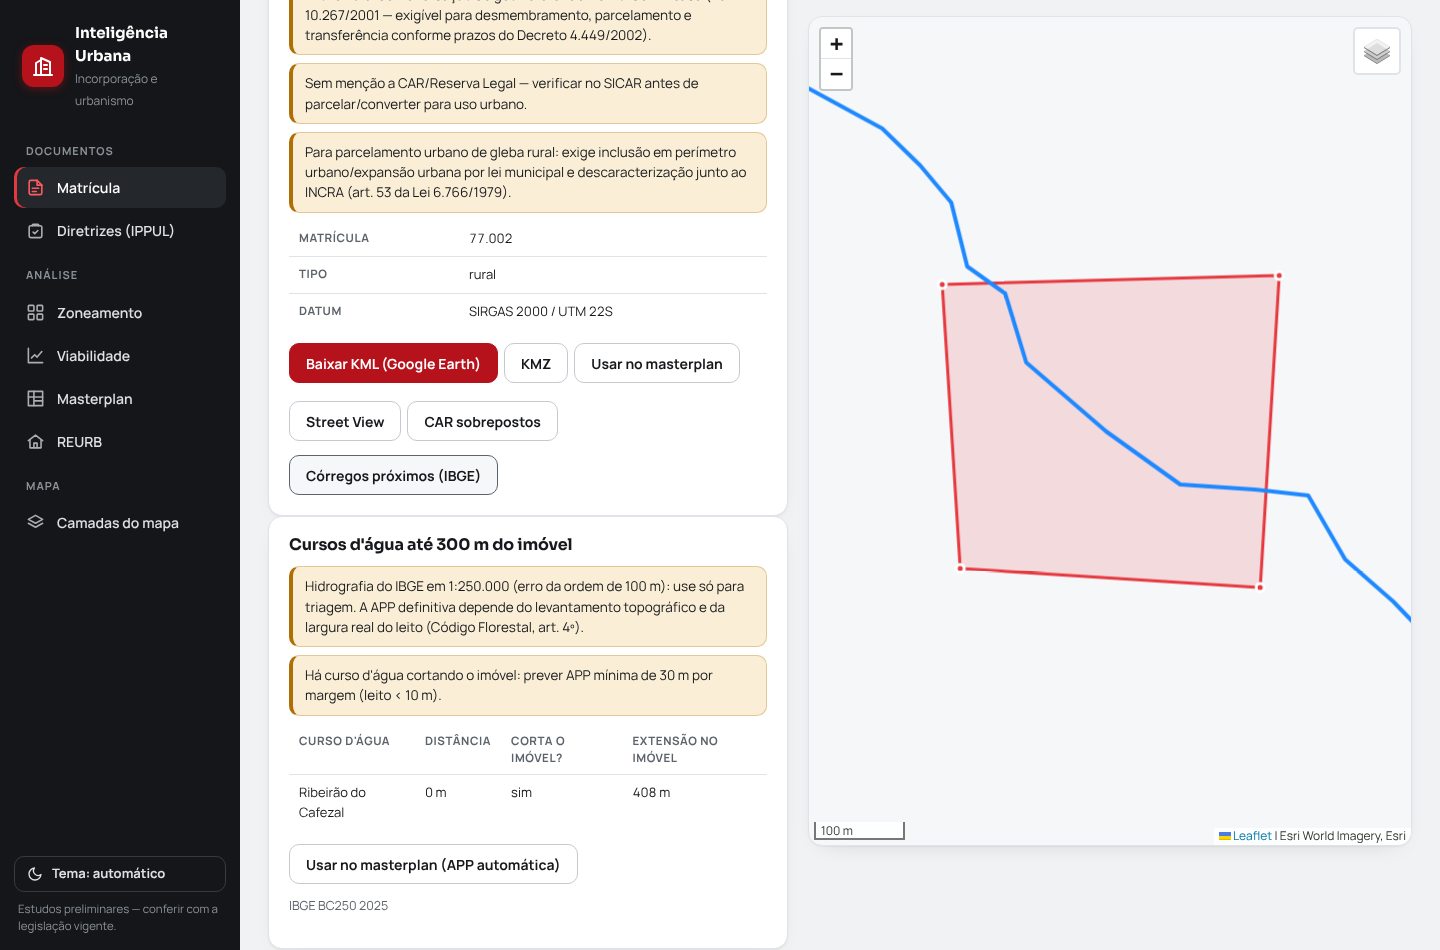 Inteligência
Urbana
Incorporação e
urbanismo
DOCUMENTOS
Matrícula
Diretrizes (IPPUL)
ANÁLISE
Zoneamento
Viabilidade
Masterplan
REURB
MAPA
Camadas do mapa
Tema: automático
Estudos preliminares — conferir com a
legislação vigente.
10.267/2001 — exigível para desmembramento, parcelamento e
transferência conforme prazos do Decreto 4.449/2002).
Sem menção a CAR/Reserva Legal — verificar no SICAR antes de
parcelar/converter para uso urbano.
Para parcelamento urbano de gleba rural: exige inclusão em perímetro
urbano/expansão urbana por lei municipal e descaracterização junto ao
INCRA (art. 53 da Lei 6.766/1979).
MATRÍCULA 77.002
TIPO rural
DATUM SIRGAS 2000 / UTM 22S
Baixar KML (Google Earth) KMZ Usar no masterplan
Street View CAR sobrepostos
Córregos próximos (IBGE)
Cursos d'água até 300 m do imóvel
Hidrografia do IBGE em 1:250.000 (erro da ordem de 100 m): use só para
triagem. A APP definitiva depende do levantamento topográfico e da
largura real do leito (Código Florestal, art. 4º).
Há curso d'água cortando o imóvel: prever APP mínima de 30 m por
margem (leito < 10 m).
CURSO D'ÁGUA DISTÂNCIA CORTA O EXTENSÃO NO
IMÓVEL? IMÓVEL
Ribeirão do 0 m sim 408 m
Cafezal
Usar no masterplan (APP automática)
IBGE BC250 2025
+
−
100 m
Leaflet | Esri World Imagery, Esri